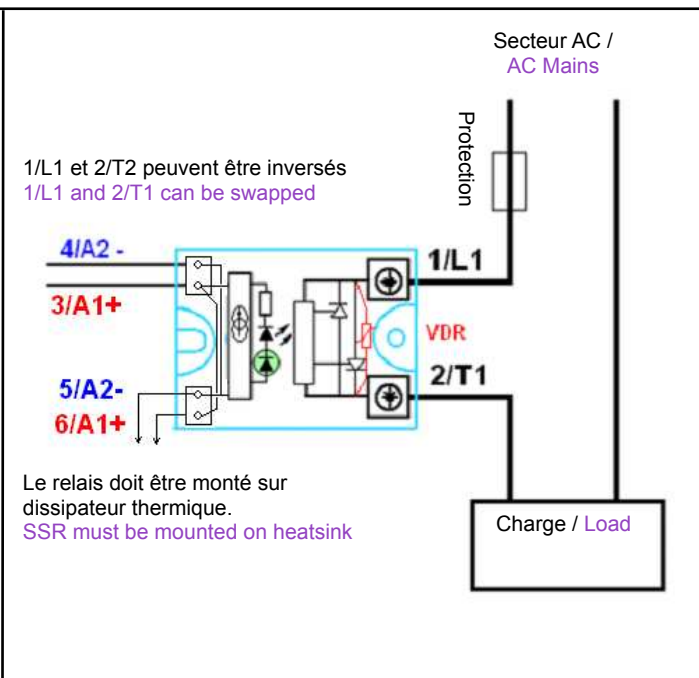 Secteur AC /
AC Mains
Protection
1/L1 et 2/T2 peuvent être inversés
1/L1 and 2/T1 can be swapped
4/A2 -
3/A1+
1/L1
VDR
2/T1
5/A2-
6/A1+
Le relais doit être monté sur
dissipateur thermique.
SSR must be mounted on heatsink
Charge / Load